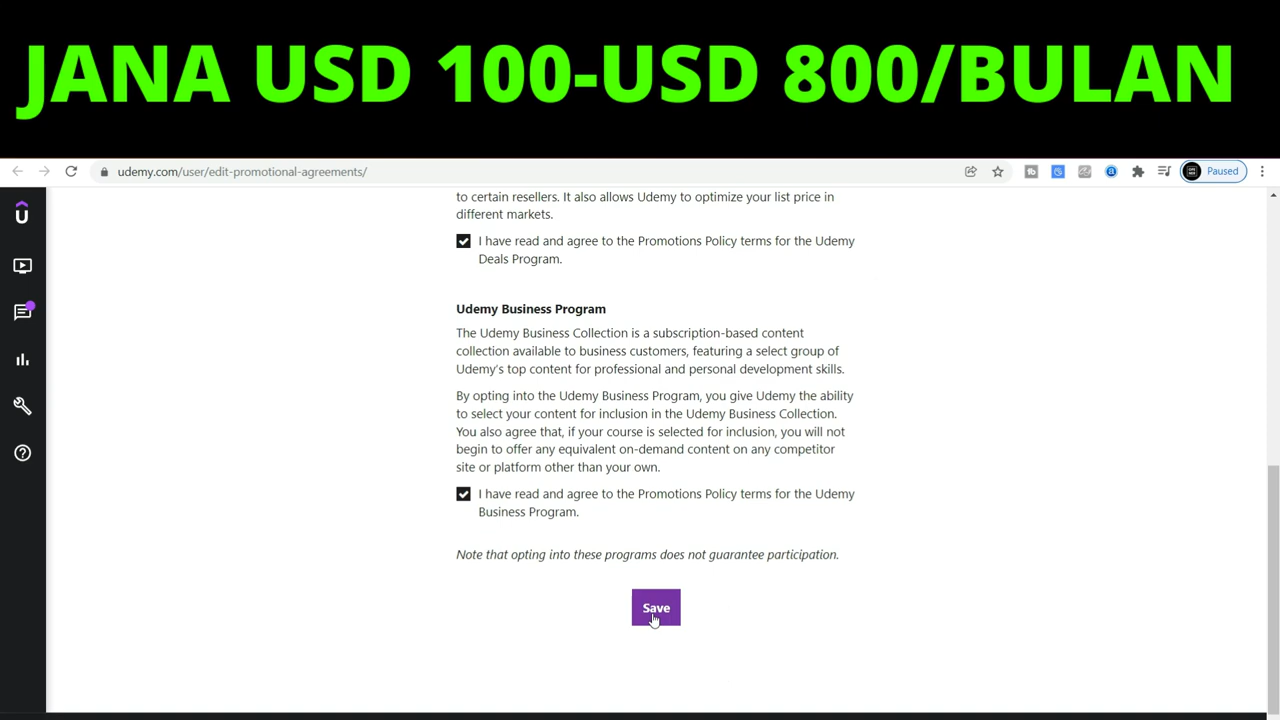 JANA USD 100-USD 800/BULAN
udemy.com/user/edit-promotional-agreements/
Paused
to certain resellers. It also allows Udemy to optimize your list price in
different markets.
I have read and agree to the Promotions Policy terms for the Udemy
Deals Program.
Udemy Business Program
The Udemy Business Collection is a subscription-based content
collection available to business customers, featuring a select group of
Udemy's top content for professional and personal development skills.
By opting into the Udemy Business Program, you give Udemy the ability
to select your content for inclusion in the Udemy Business Collection.
You also agree that, if your course is selected for inclusion, you will not
begin to offer any equivalent on-demand content on any competitor
site or platform other than your own.
I have read and agree to the Promotions Policy terms for the Udemy
Business Program.
Note that opting into these programs does not guarantee participation.
Save